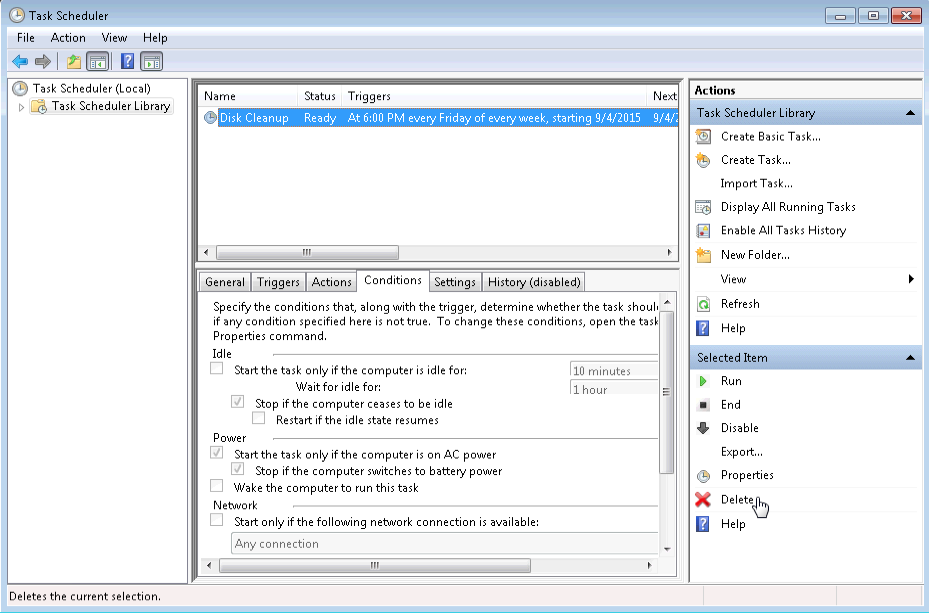 Task Scheduler
File Action View Help
Task Scheduler (Local)
Task Scheduler Library
Name Status Triggers Next
Disk Cleanup Ready At 6:00 PM every Friday of every week, starting 9/4/2015 9/4/2
General Triggers Actions Conditions Settings History (disabled)
Specify the conditions that, along with the trigger, determine whether the task shoul
if any condition specified here is not true. To change these conditions, open the task
Properties command.
Idle
Start the task only if the computer is idle for: 10 minutes
Wait for idle for: 1 hour
Stop if the computer ceases to be idle
Restart if the idle state resumes
Power
Start the task only if the computer is on AC power
Stop if the computer switches to battery power
Wake the computer to run this task
Network
Start only if the following network connection is available:
Any connection
Actions
Task Scheduler Library
Create Basic Task...
Create Task...
Import Task...
Display All Running Tasks
Enable All Tasks History
New Folder...
View
Refresh
Help
Selected Item
Run
End
Disable
Export...
Properties
Delete
Help
Deletes the current selection.